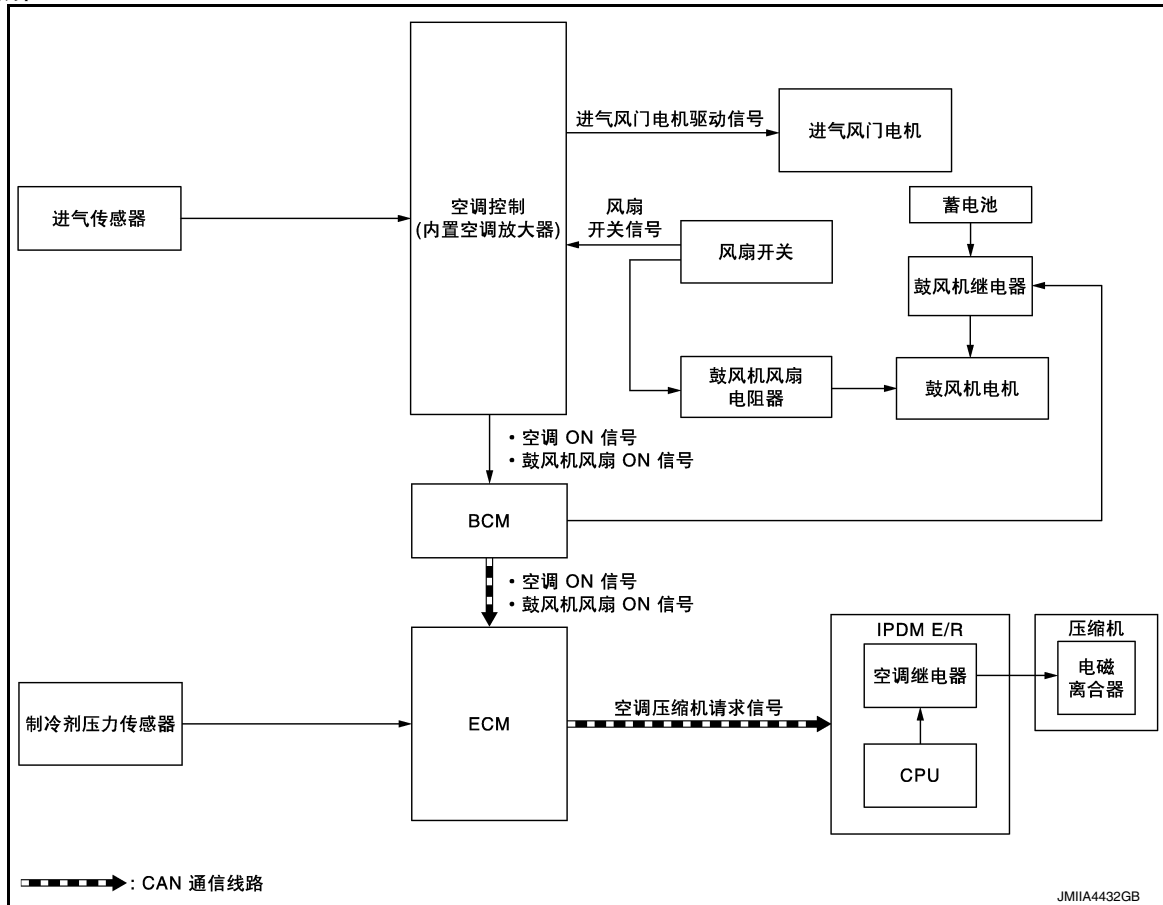 进气传感器
空调控制
(内置空调放大器)
进气风门电机驱动信号
进气风门电机
风扇
开关信号
风扇开关
蓄电池
鼓风机继电器
鼓风机风扇
电阻器
鼓风机电机
・空调 ON 信号
・鼓风机风扇 ON 信号
BCM
・空调 ON 信号
・鼓风机风扇 ON 信号
制冷剂压力传感器
ECM
空调压缩机请求信号
IPDM E/R
空调继电器
CPU
压缩机
电磁
离合器
: CAN 通信线路
JMIIA4432GB